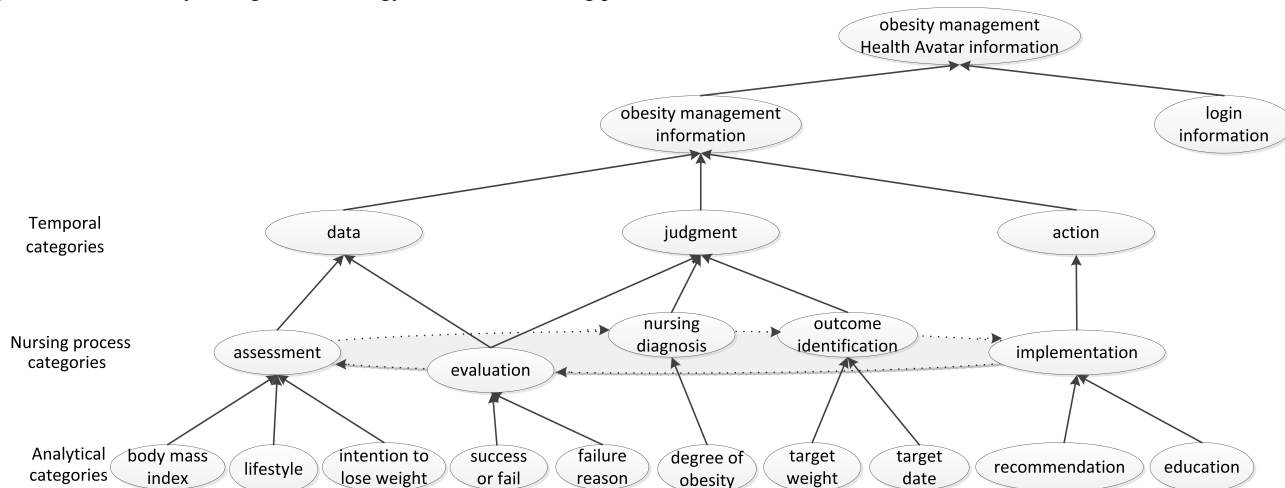 obesity management
Health Avatar information
obesity management
information
login
information
Temporal
categories
data
judgment
action
Nursing process
categories
assessment
evaluation
nursing
diagnosis
outcome
identification
implementation
Analytical
categories
body mass
index
lifestyle
intention to
lose weight
success
or fail
failure
reason
degree of
obesity
target
weight
target
date
recommendation
education